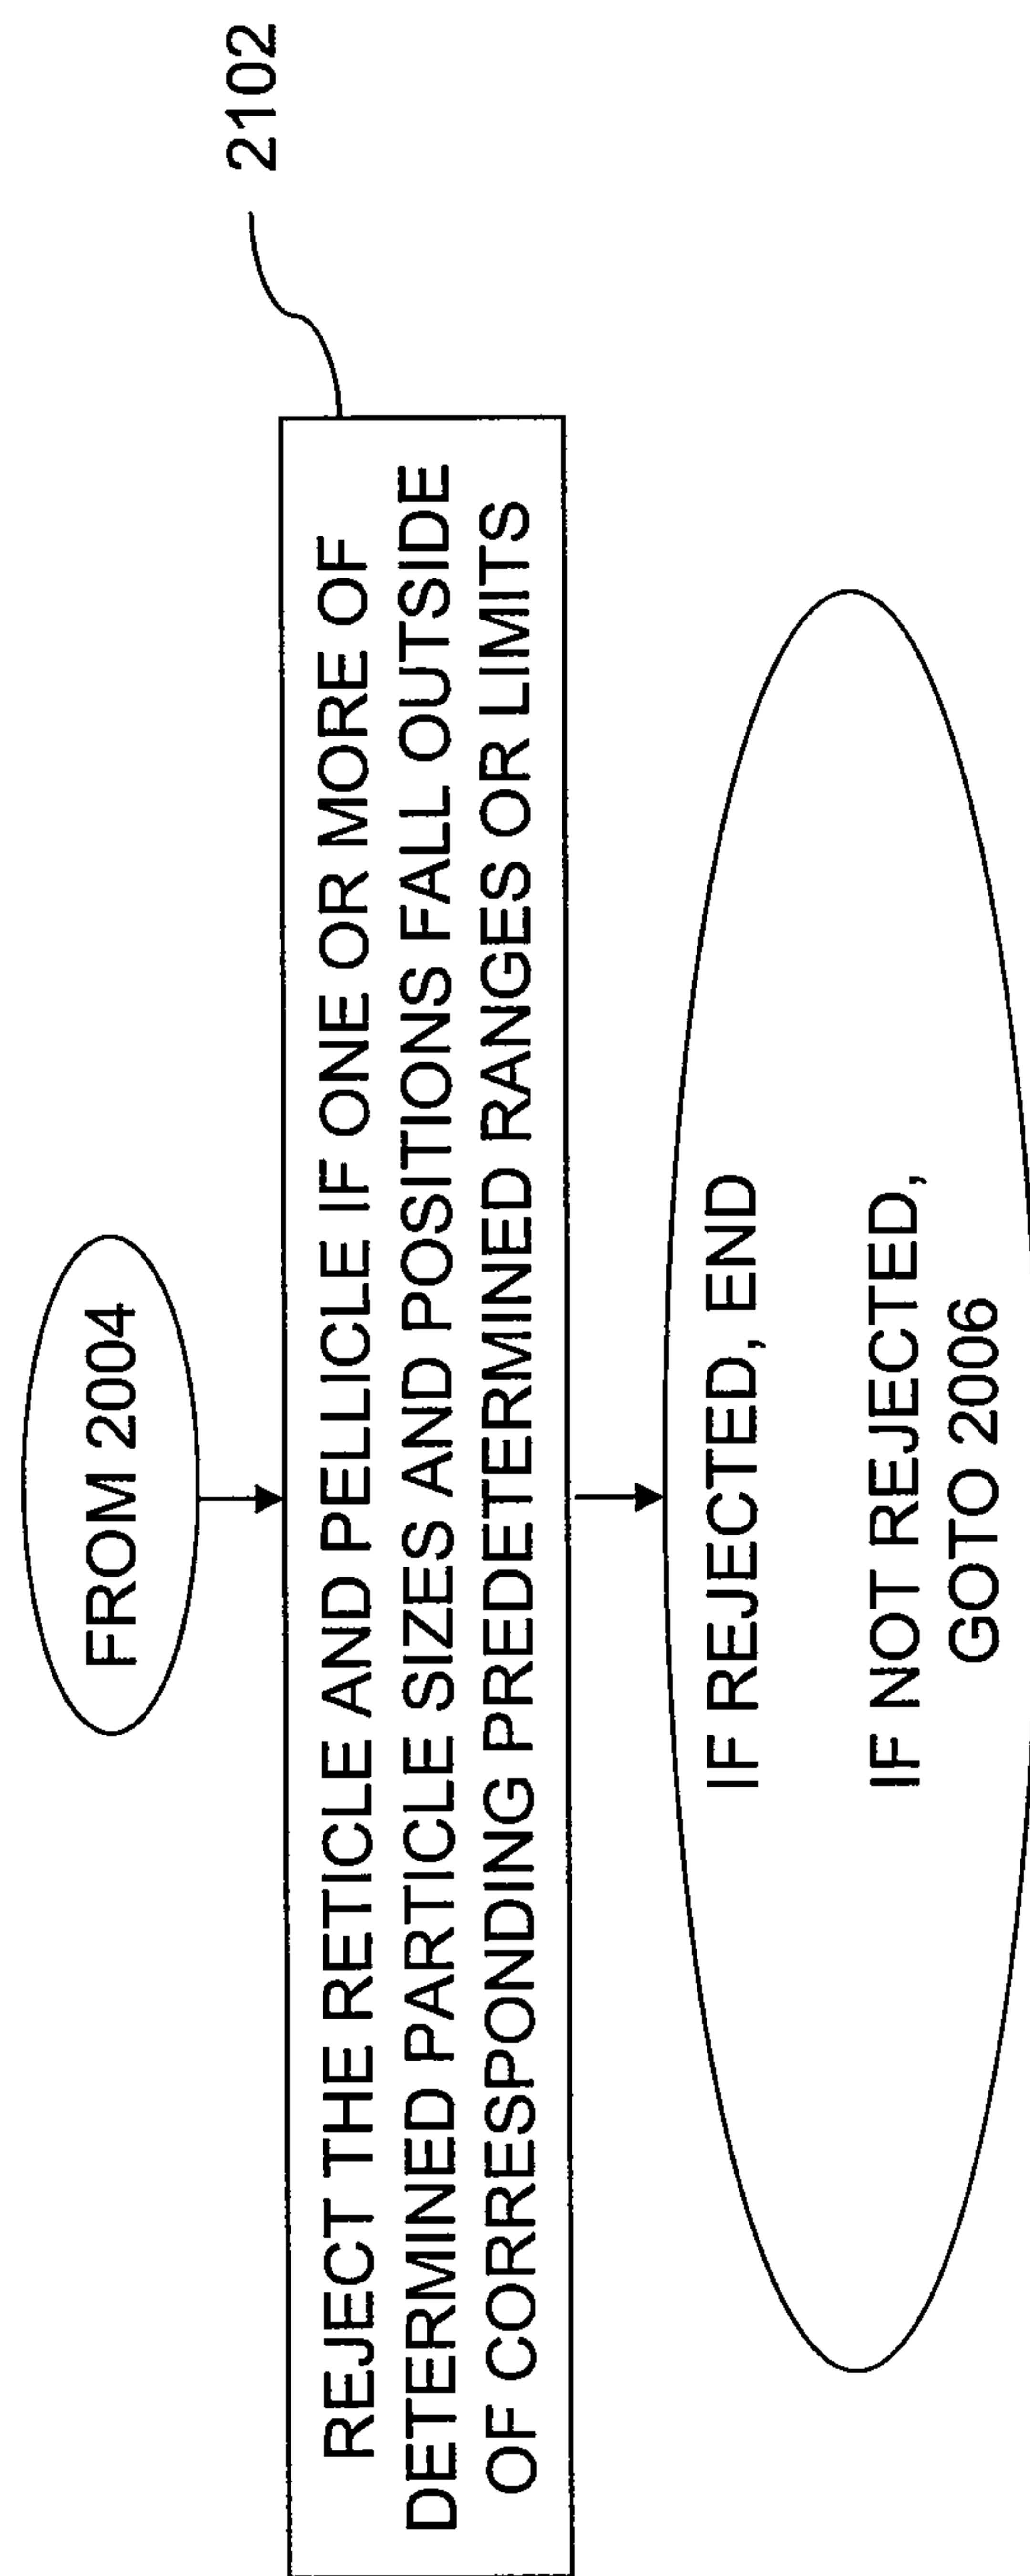 FROM 2004
2102
REJECT THE RETICLE AND PELLICLE IF ONE OR MORE OF
DETERMINED PARTICLE SIZES AND POSITIONS FALL OUTSIDE
OF CORRESPONDING PREDETERMINED RANGES OR LIMITS
IF REJECTED, END
IF NOT REJECTED,
GOTO 2006